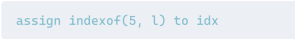 assign indexof(5, l) to idx